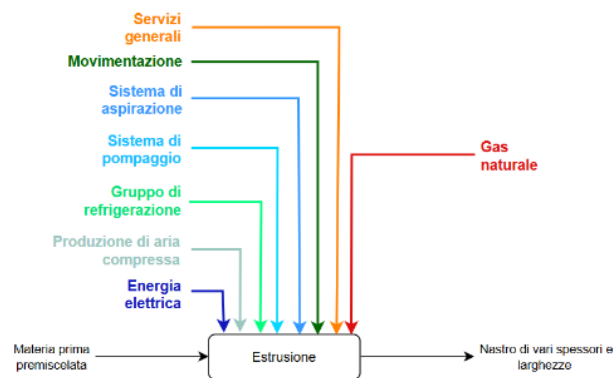 Servizi
generali
Movimentazione
Sistema di
aspirazione
Sistema di
pompaggio
Gas
naturale
Gruppo di
refrigerazione
Produzione di aria
compressa
Energia
elettrica
Materia prima
premiscelata
Estrusione
Nastro di vari spessori e
larghezze